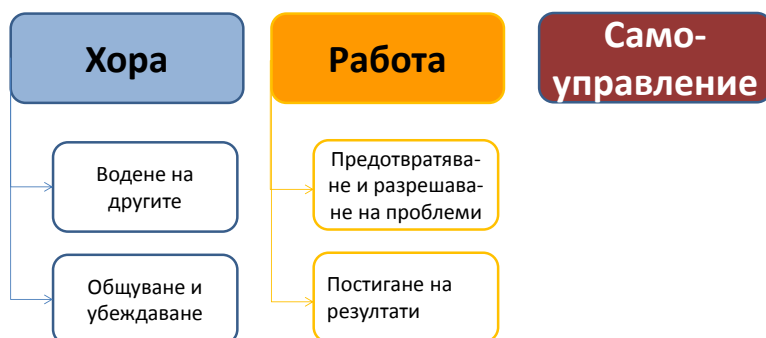 Хора
Работа
Само-
управление
Водене на
другите
Предотвратява-
не и разрешава-
не на проблеми
Общуване и
убеждаване
Постигане на
резултати